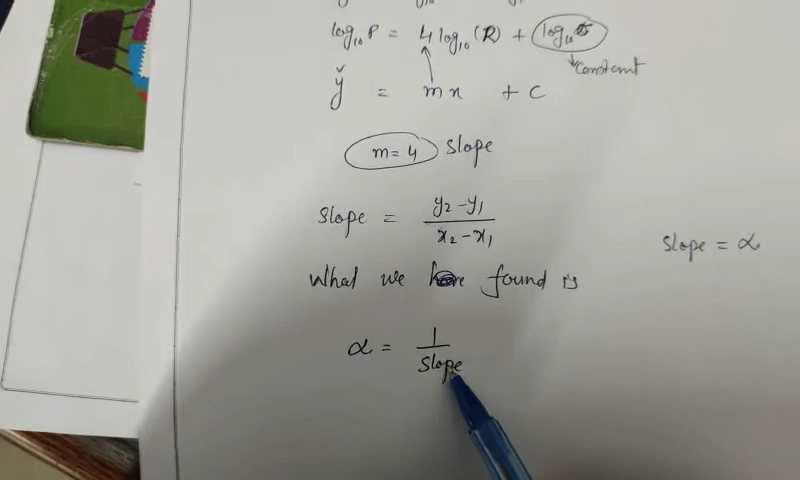 log₁₀ P = 4 log₁₀ (R) + log₁₀
↓ Constant
y = mx + c
m = 4 Slope
Slope = y₂ - y₁ / x₂ - x₁
Slope = α
What we found is
α = 1 / Slope